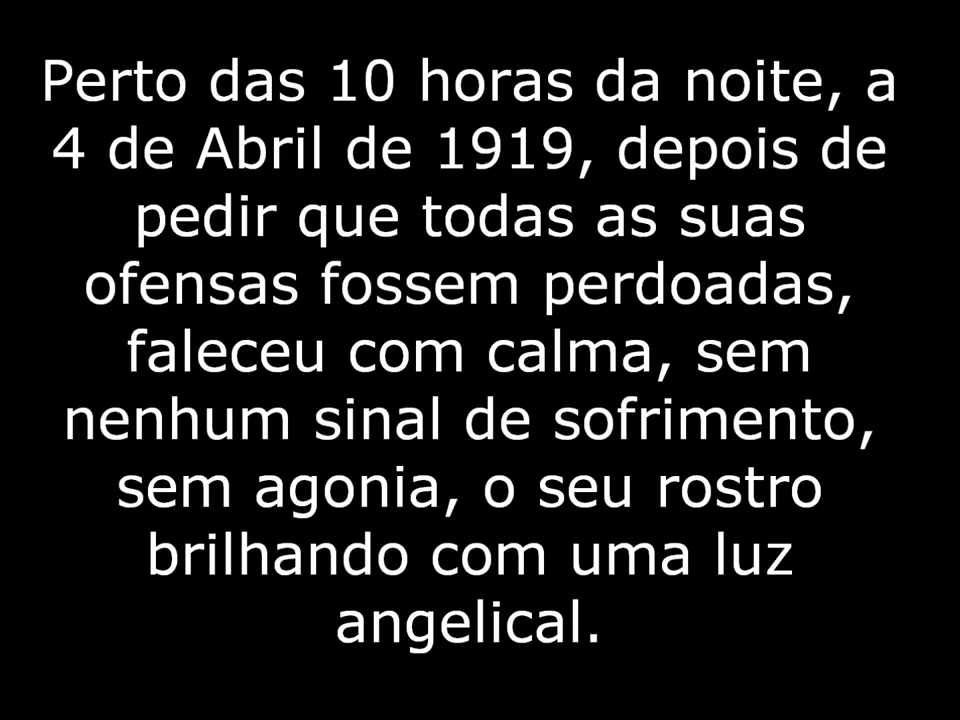 Perto das 10 horas da noite, a
4 de Abril de 1919, depois de
pedir que todas as suas
ofensas fossem perdoadas,
faleceu com calma, sem
nenhum sinal de sofrimento,
sem agonia, o seu rostro
brilhando com uma luz
angelical.